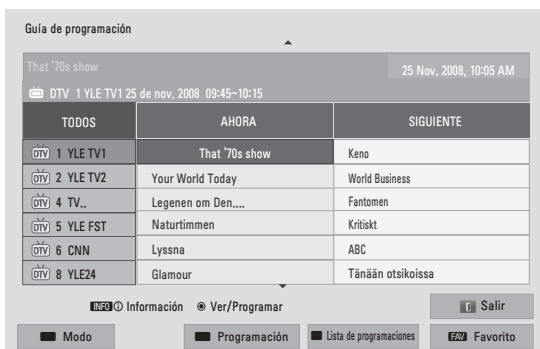 Guía de programación
That '70s show
25 Nov. 2008, 10:05 AM
DTV 1 YLE TV1 25 de nov. 2008 09:45~10:15
TODOS AHORA SIGUIENTE
DTV 1 YLE TV1 That '70s show Keno
DTV 2 YLE TV2 Your World Today World Business
DTV 4 TV.. Legenen om Den.... Fantomen
DTV 5 YLE FST Naturtimmen Kritiskt
DTV 6 CNN Lyssna ABC
DTV 8 YLE24 Glamour Tänään otsikoissa
INFO i Información Ver/Programar Salir
Modo Programación Lista de programaciones FAV Favorito